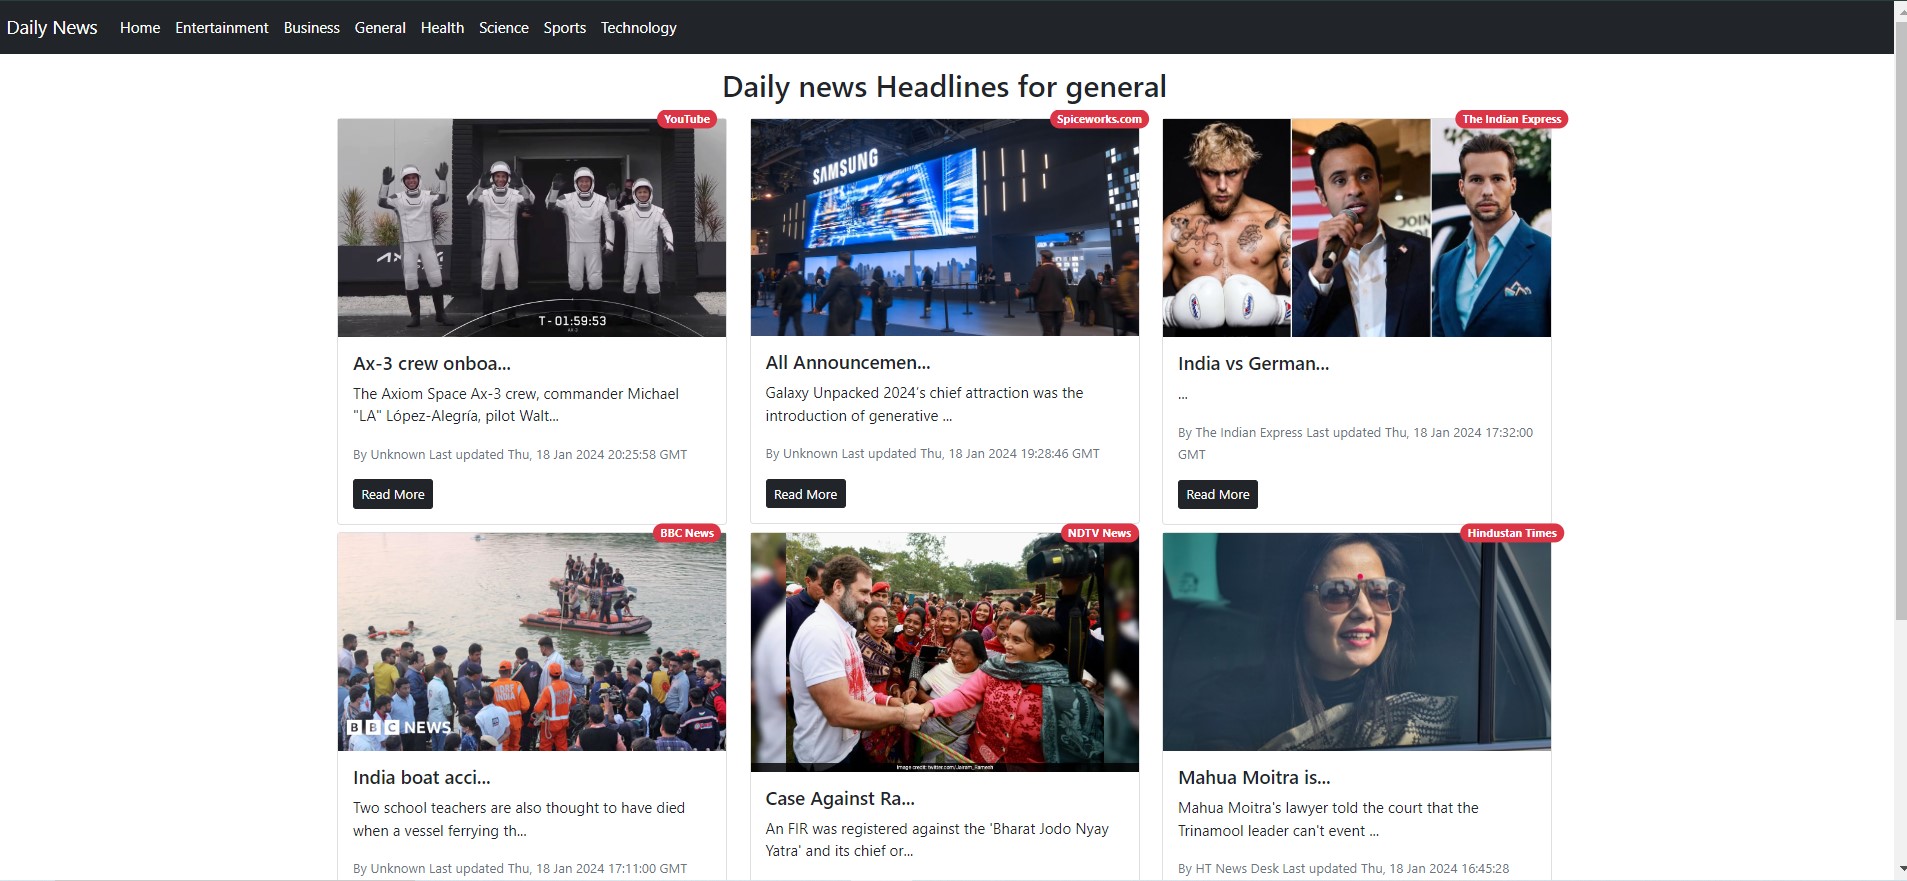 Daily News Home Entertainment Business General Health Science Sports Technology
Daily news Headlines for general
YouTube
T - 01:59:53
AX-3
Ax-3 crew onboa...
The Axiom Space Ax-3 crew, commander Michael
"LA" López-Alegría, pilot Walt...
By Unknown Last updated Thu, 18 Jan 2024 20:25:58 GMT
Read More
Spiceworks.com
SAMSUNG
All Announcemen...
Galaxy Unpacked 2024’s chief attraction was the
introduction of generative ...
By Unknown Last updated Thu, 18 Jan 2024 19:28:46 GMT
Read More
The Indian Express
JOIN
India vs German...
...
By The Indian Express Last updated Thu, 18 Jan 2024 17:32:00
GMT
Read More
BBC News
BBC NEWS
India boat acci...
Two school teachers are also thought to have died
when a vessel ferrying th...
By Unknown Last updated Thu, 18 Jan 2024 17:11:00 GMT
NDTV News
Image credit: twitter.com/Jairam_Ramesh
Case Against Ra...
An FIR was registered against the 'Bharat Jodo Nyay
Yatra' and its chief or...
Hindustan Times
Mahua Moitra is...
Mahua Moitra's lawyer told the court that the
Trinamool leader can't event ...
By HT News Desk Last updated Thu, 18 Jan 2024 16:45:28